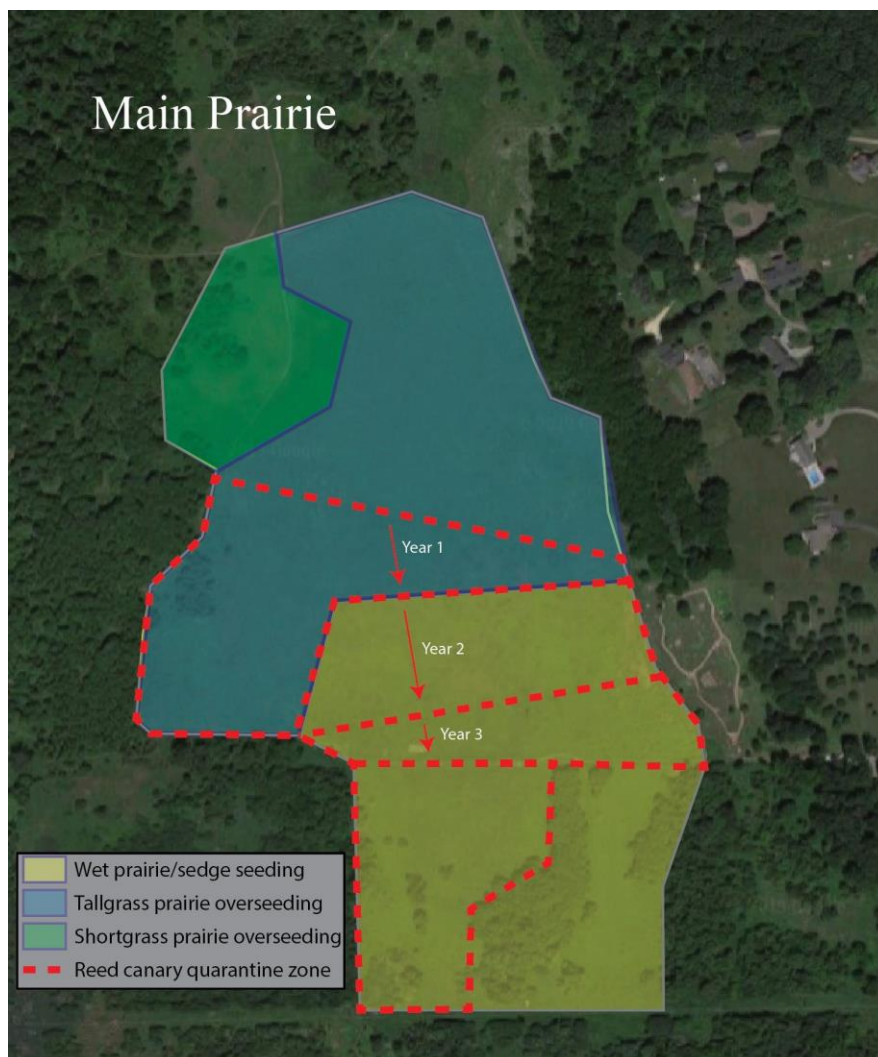 Main Prairie
Year 1
Year 2
Year 3
Wet prairie/sedge seeding
Tallgrass prairie overseeding
Shortgrass prairie overseeding
Reed canary quarantine zone